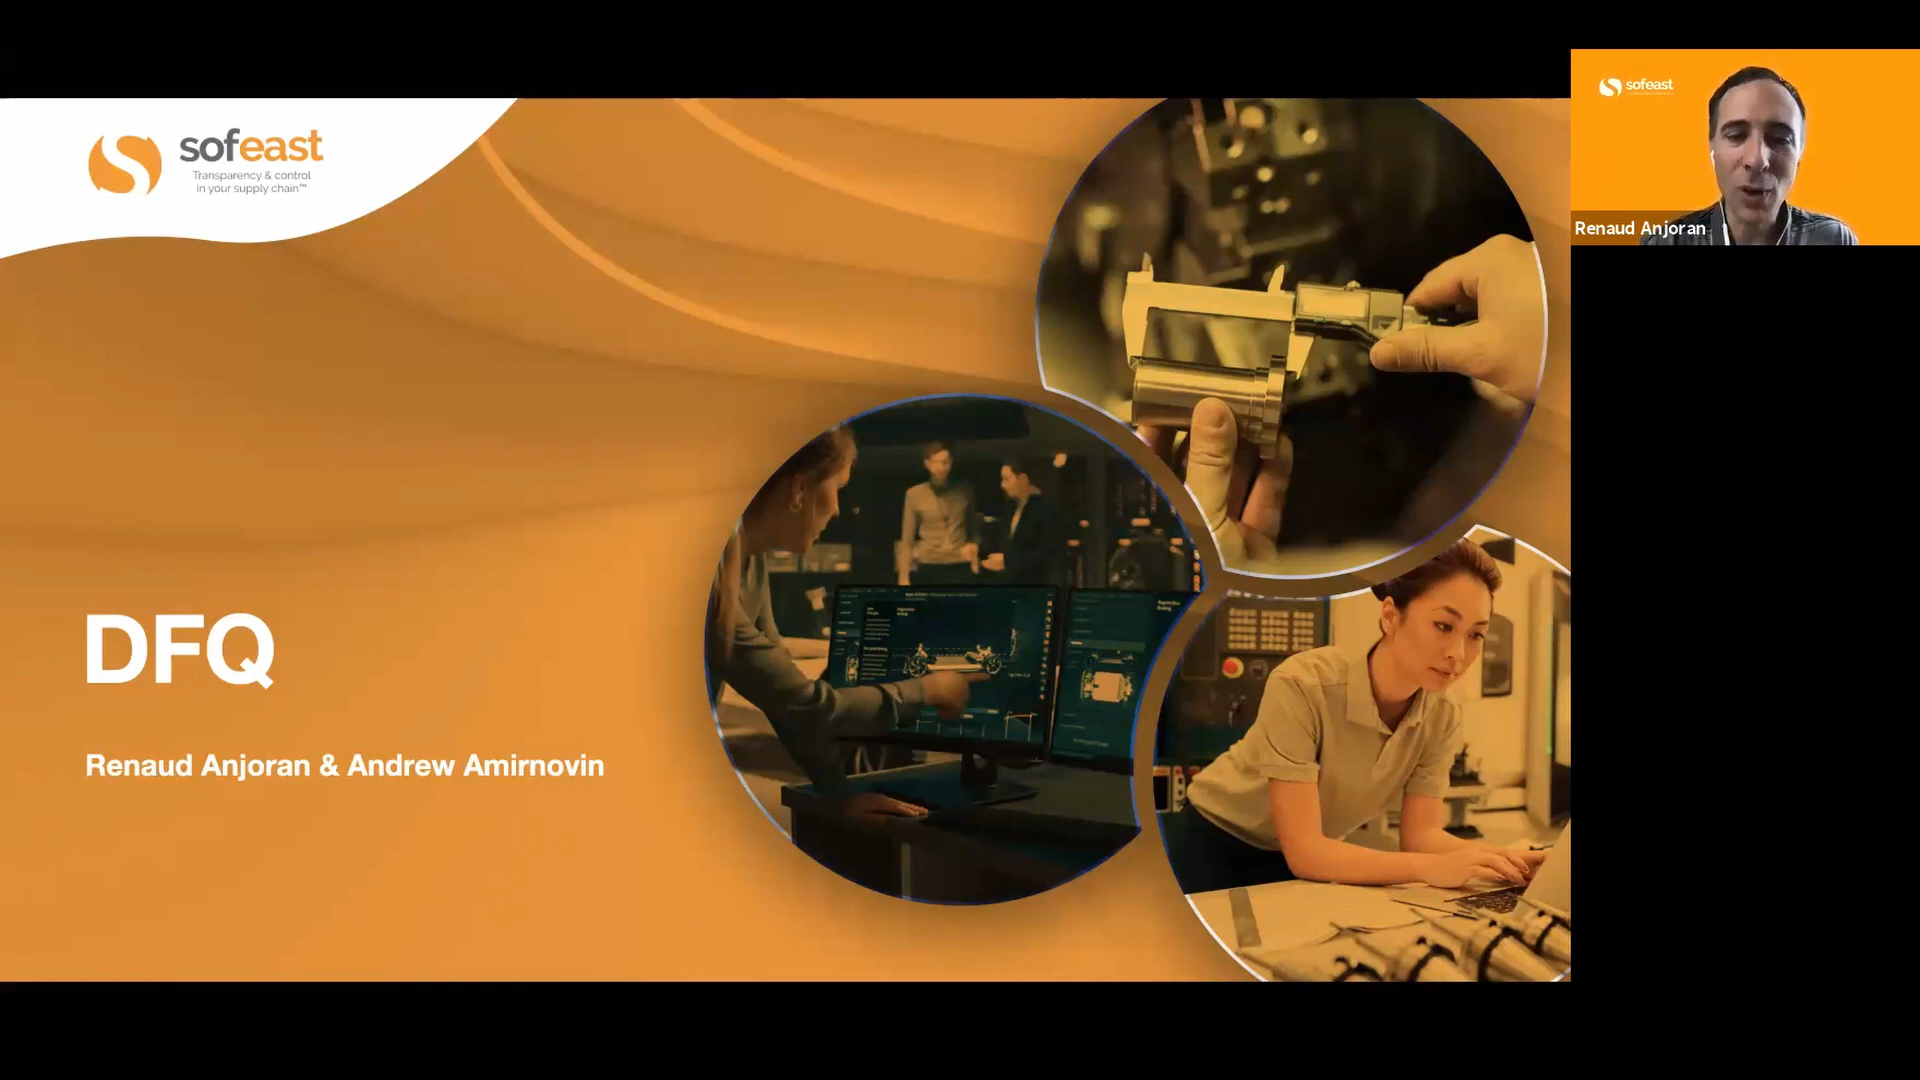 sofeast
Transparency & control
in your supply chain™
DFQ
Renaud Anjoran & Andrew Amirnovin
sofeast
Renaud Anjoran